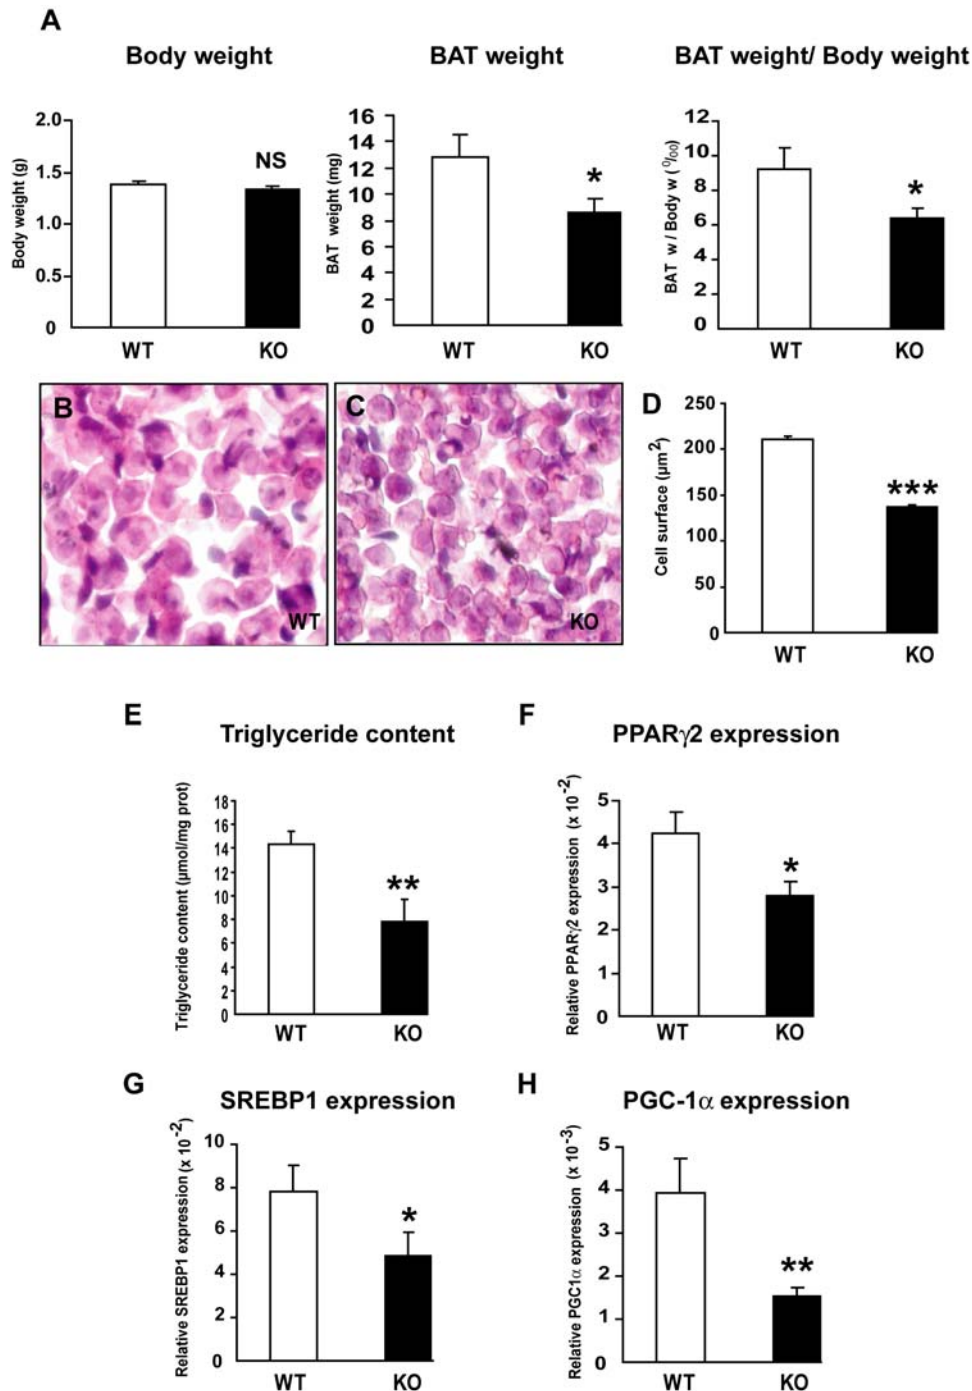 A
Body weight
BAT weight
BAT weight/ Body weight
Body weight (g)
2.0
1.5
1.0
0.5
0
NS
WT
KO
BAT weight (mg)
16
14
12
10
8
6
4
2
0
*
WT
KO
BAT w / Body w (⁰/₀₀)
12
10
8
6
4
2
0
*
WT
KO
B
WT
C
KO
D
Cell surface (µm²)
250
200
150
100
50
0
***
WT
KO
E
Triglyceride content
Triglyceride content (µmol/mg prot)
18
16
14
12
10
8
6
4
2
0
**
WT
KO
F
PPARγ2 expression
Relative PPARγ2 expression (x 10⁻²)
5
4
3
2
1
0
*
WT
KO
G
SREBP1 expression
Relative SREBP1 expression (x 10⁻²)
10
8
6
4
2
0
*
WT
KO
H
PGC-1α expression
Relative PGC1α expression (x 10⁻³)
5
4
3
2
1
0
**
WT
KO